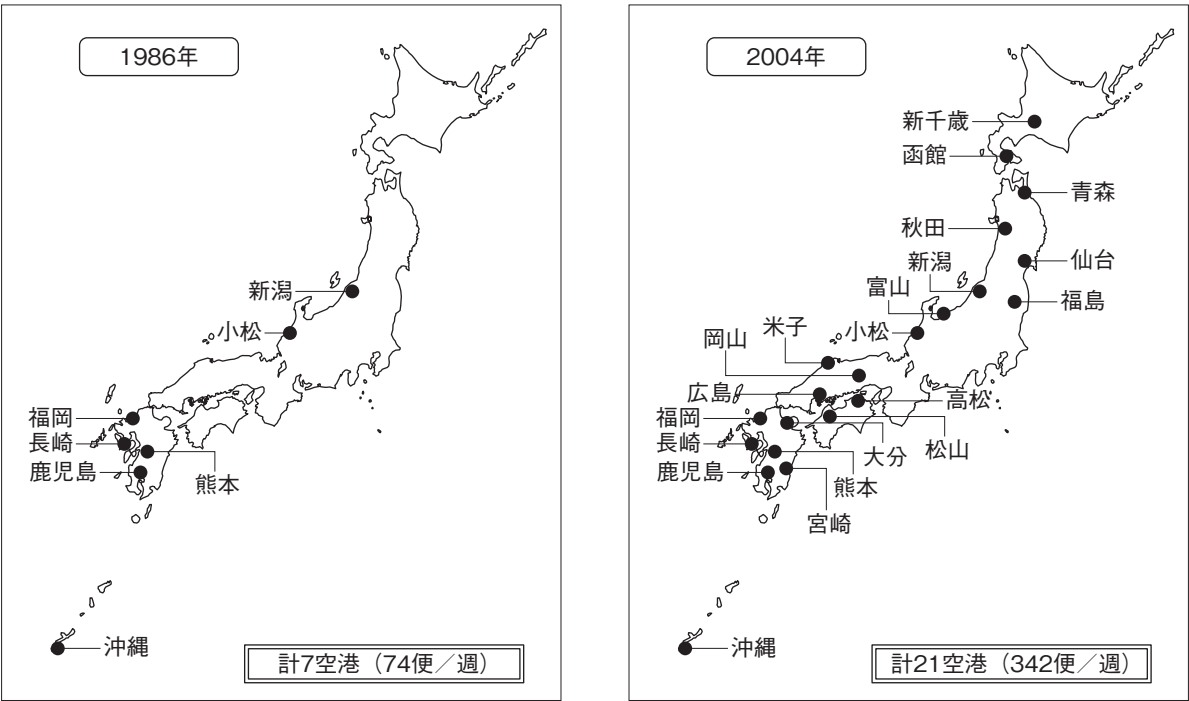 1986年
新潟
小松
福岡
長崎
鹿児島
熊本
沖縄
計7空港（74便／週）
2004年
新千歳
函館
青森
秋田
仙台
新潟
富山
福島
小松
米子
岡山
広島
高松
福岡
長崎
松山
大分
鹿児島
熊本
宮崎
沖縄
計21空港（342便／週）